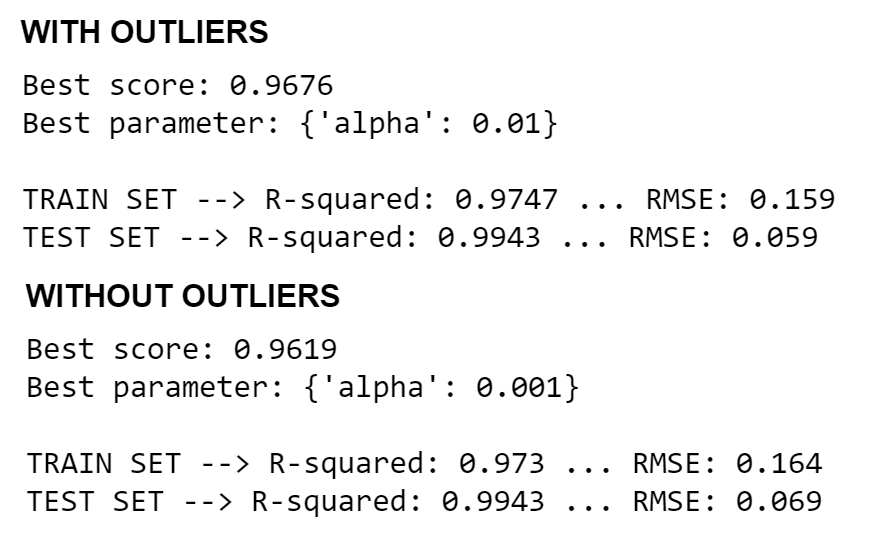 WITH OUTLIERS
Best score: 0.9676
Best parameter: {'alpha': 0.01}
TRAIN SET --> R-squared: 0.9747 ... RMSE: 0.159
TEST SET --> R-squared: 0.9943 ... RMSE: 0.059
WITHOUT OUTLIERS
Best score: 0.9619
Best parameter: {'alpha': 0.001}
TRAIN SET --> R-squared: 0.973 ... RMSE: 0.164
TEST SET --> R-squared: 0.9943 ... RMSE: 0.069